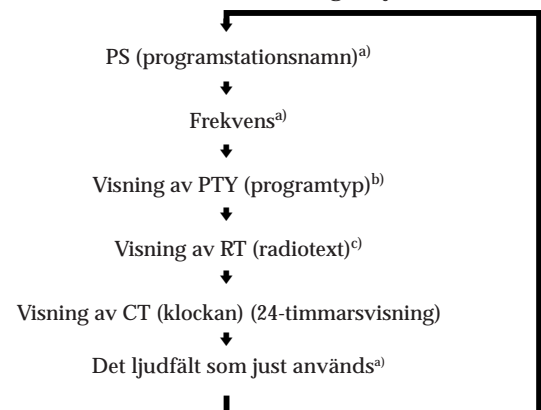 PS (programstationsnamn)a)
Frekvensa)
Visning av PTY (programtyp)b)
Visning av RT (radiotext)c)
Visning av CT (klockan) (24-timmarsvisning)
Det ljudfält som just användsa)